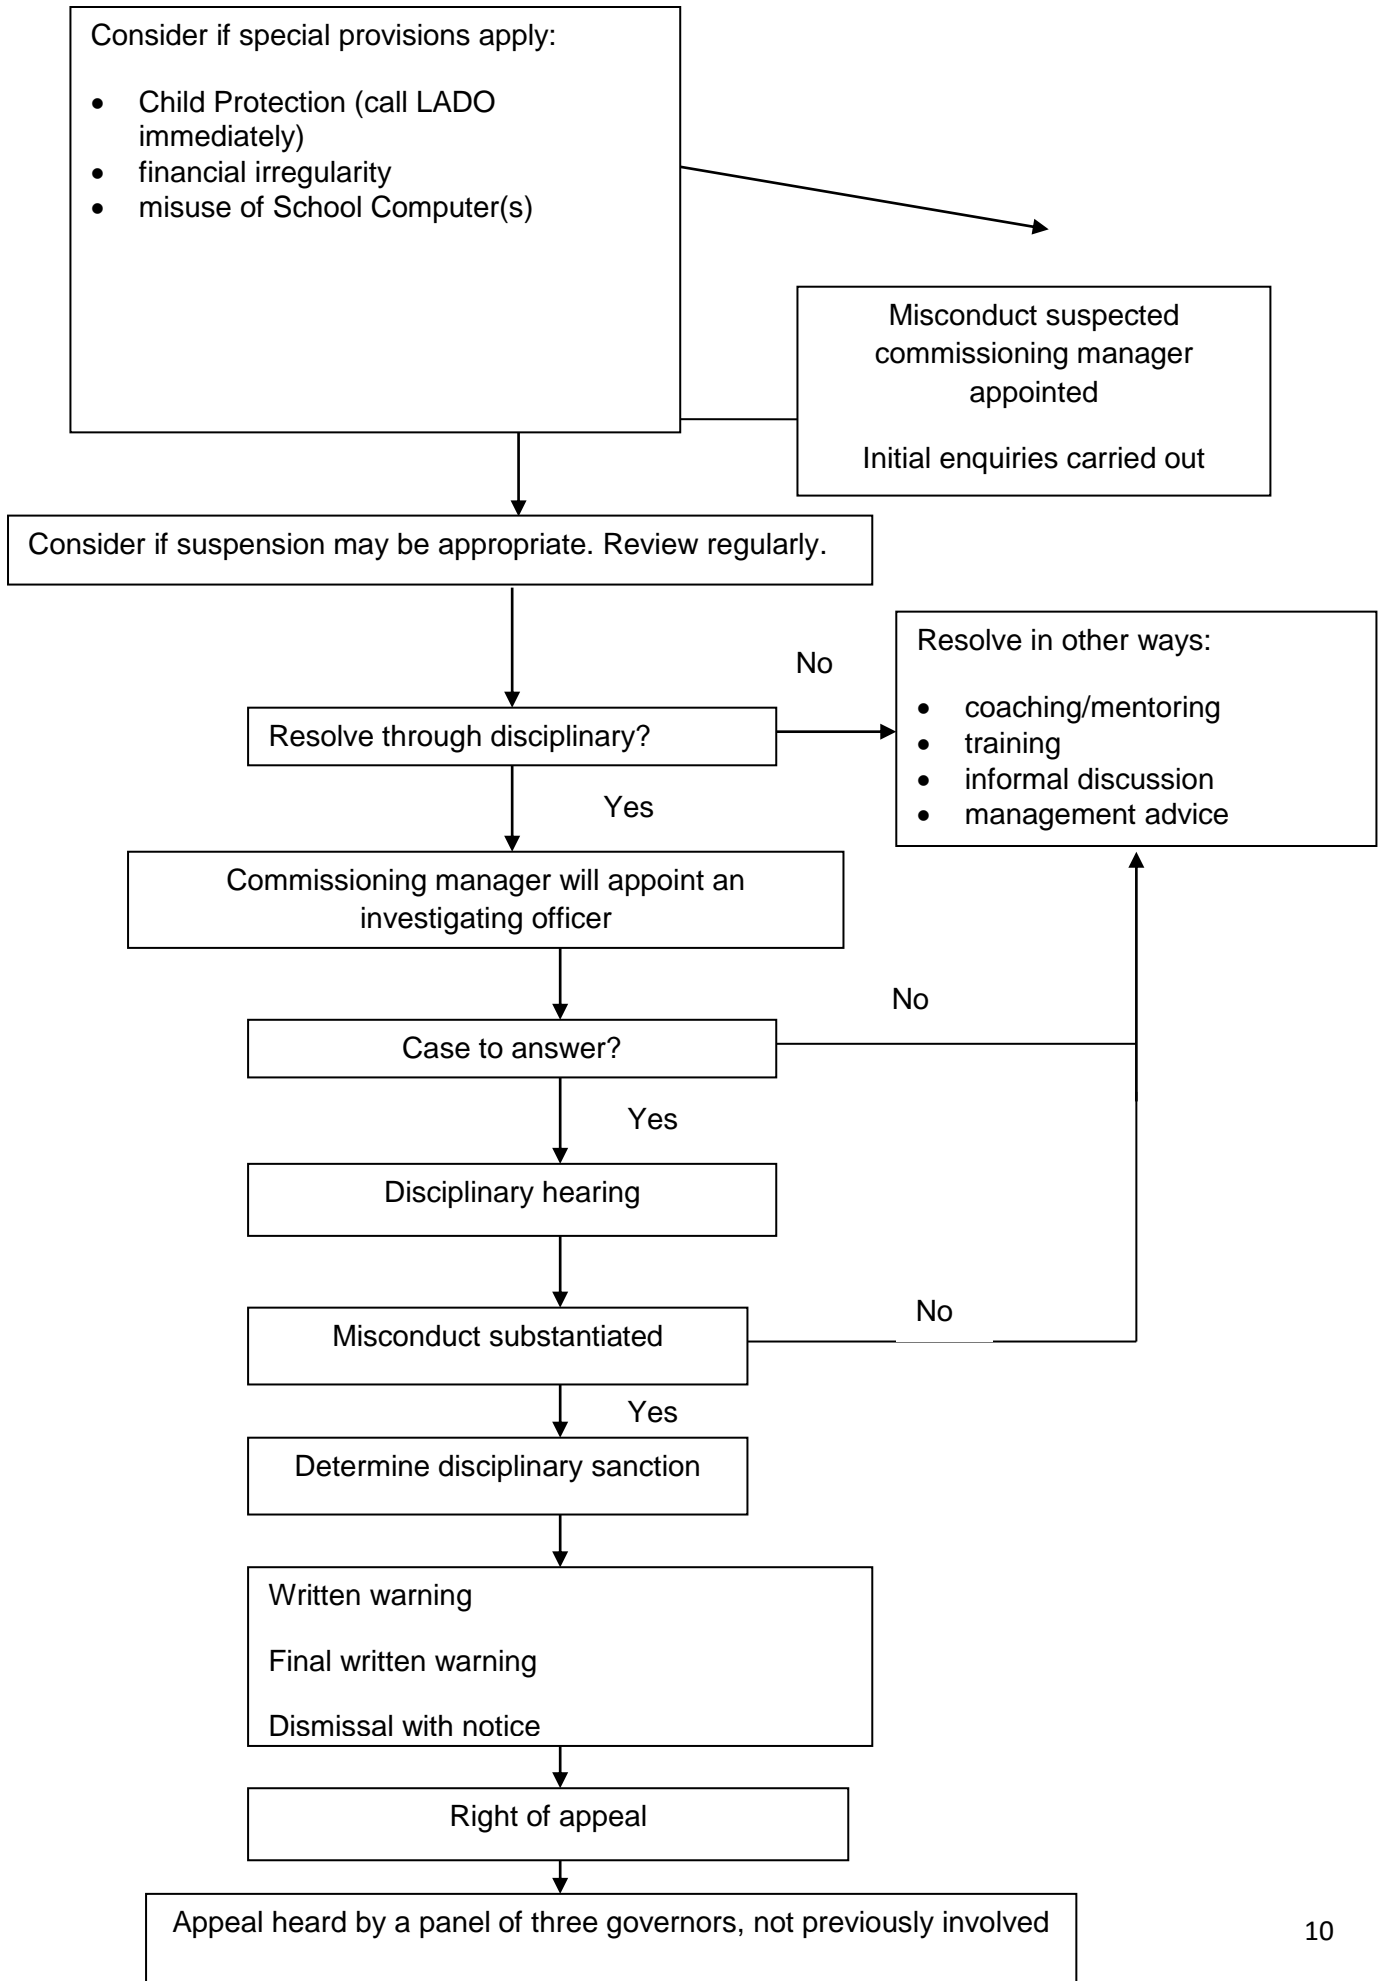 Consider if special provisions apply:
• Child Protection (call LADO
immediately)
• financial irregularity
• misuse of School Computer(s)
Misconduct suspected
commissioning manager
appointed
Initial enquiries carried out
Consider if suspension may be appropriate. Review regularly.
No
Resolve in other ways:
• coaching/mentoring
• training
• informal discussion
• management advice
Resolve through disciplinary?
Yes
Commissioning manager will appoint an
investigating officer
No
Case to answer?
Yes
Disciplinary hearing
No
Misconduct substantiated
Yes
Determine disciplinary sanction
Written warning
Final written warning
Dismissal with notice
Right of appeal
Appeal heard by a panel of three governors, not previously involved
10